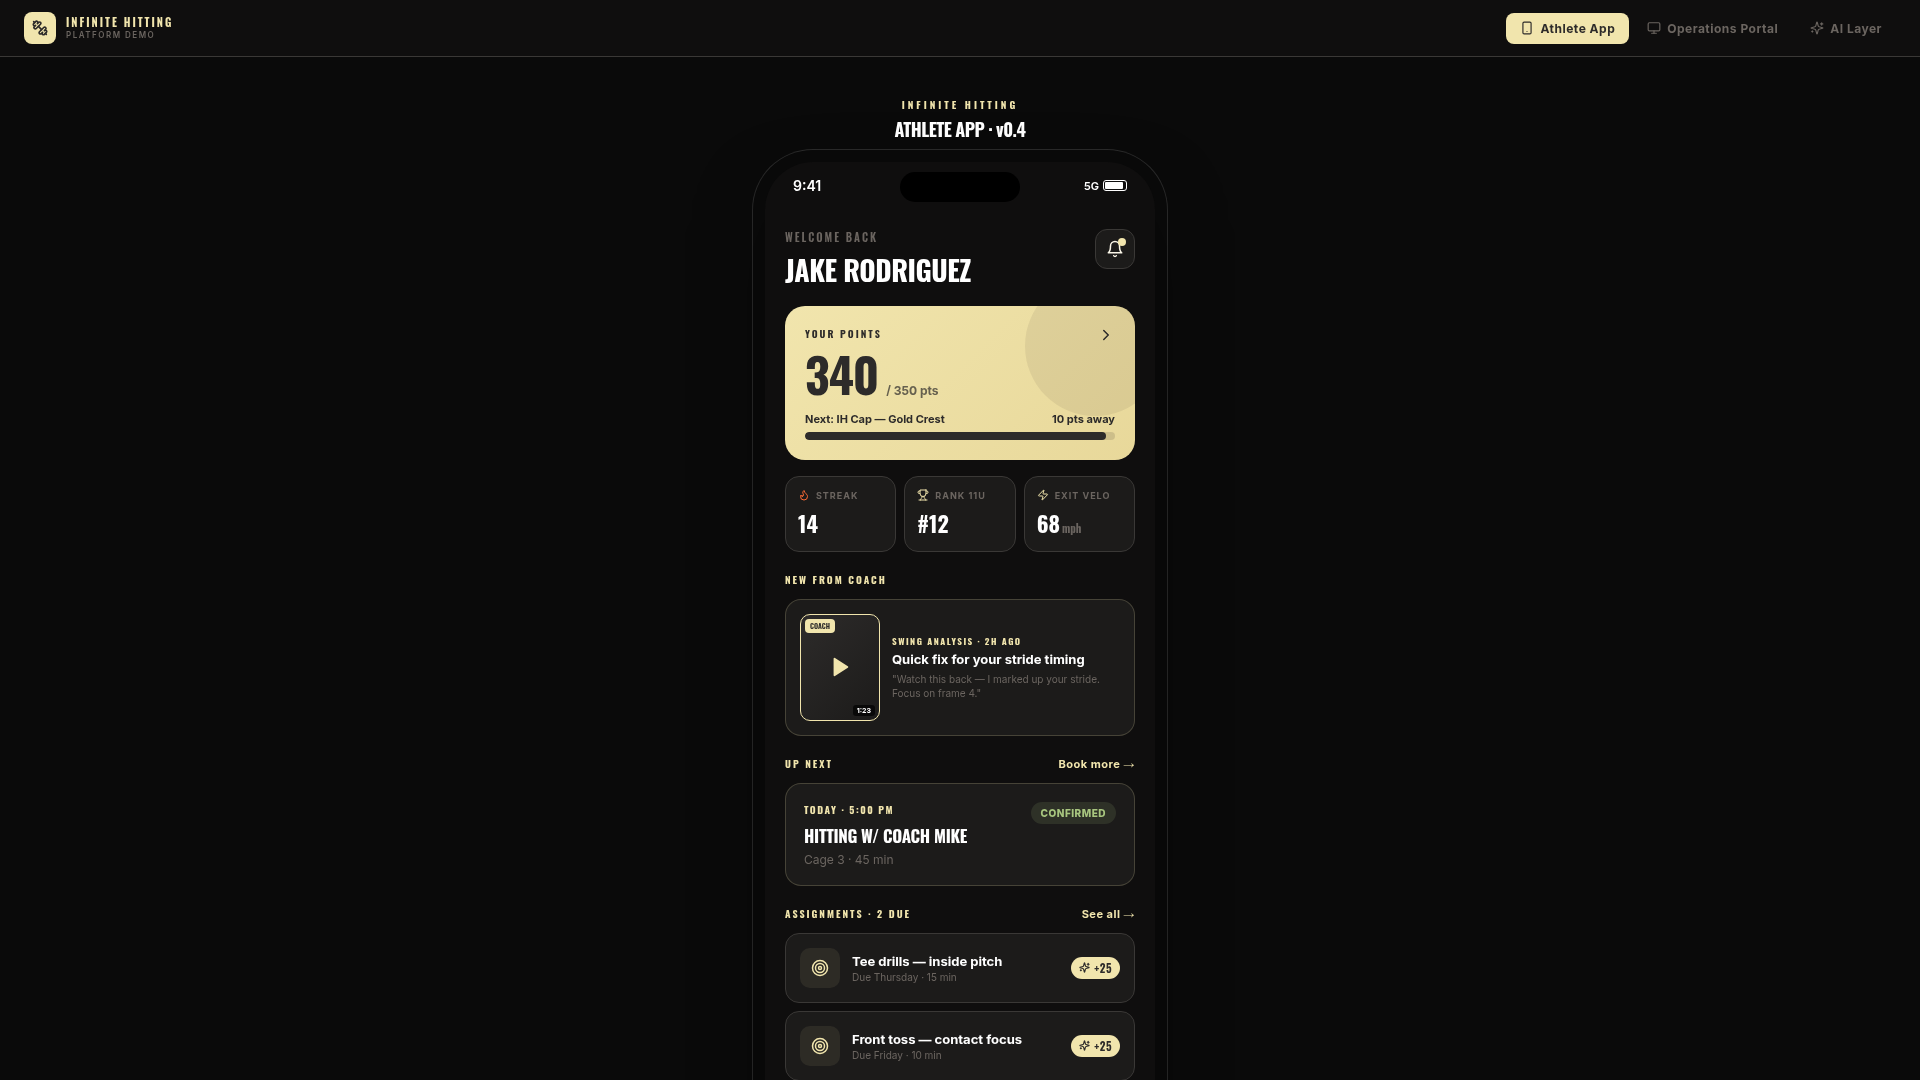 INFINITE HITTING
PLATFORM DEMO
Athlete App
Operations Portal
AI Layer
INFINITE HITTING
ATHLETE APP · v0.4
9:41
5G
WELCOME BACK
JAKE RODRIGUEZ
YOUR POINTS
340 / 350 pts
Next: IH Cap — Gold Crest
10 pts away
STREAK
14
RANK 11U
#12
EXIT VELO
68 mph
NEW FROM COACH
COACH
1:23
SWING ANALYSIS · 2H AGO
Quick fix for your stride timing
"Watch this back — I marked up your stride.
Focus on frame 4."
UP NEXT
Book more →
TODAY · 5:00 PM
CONFIRMED
HITTING W/ COACH MIKE
Cage 3 · 45 min
ASSIGNMENTS · 2 DUE
See all →
Tee drills — inside pitch
Due Thursday · 15 min
+25
Front toss — contact focus
Due Friday · 10 min
+25